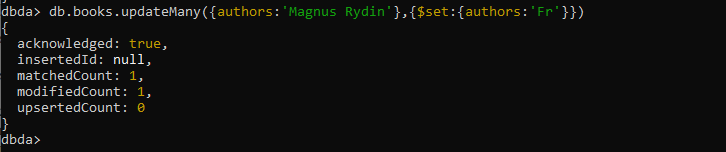 dbda> db.books.updateMany({authors:'Magnus Rydin'},{$set:{authors:'Fr'}})
{
  acknowledged: true,
  insertedId: null,
  matchedCount: 1,
  modifiedCount: 1,
  upsertedCount: 0
}
dbda>